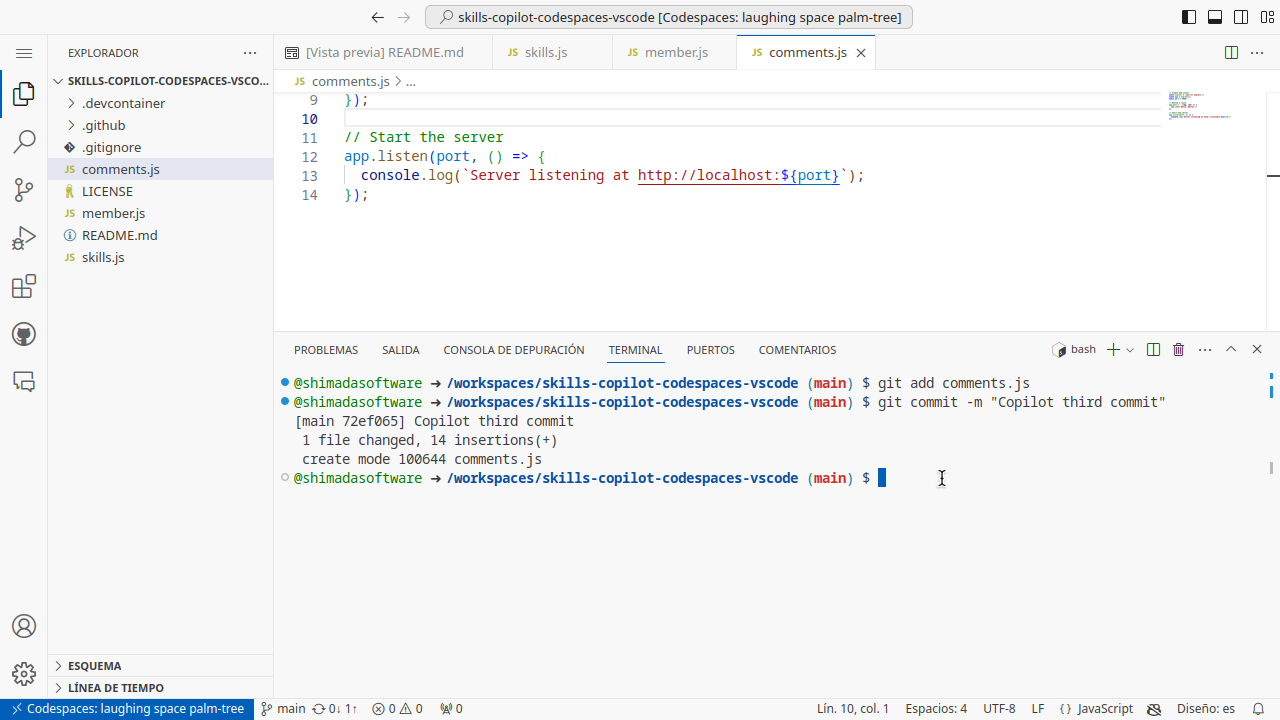 skills-copilot-codespaces-vscode [Codespaces: laughing space palm-tree]
EXPLORADOR
SKILLS-COPILOT-CODESPACES-VSCO...
.devcontainer
.github
.gitignore
JS comments.js
LICENSE
JS member.js
README.md
JS skills.js
ESQUEMA
LÍNEA DE TIEMPO
[Vista previa] README.md
JS skills.js
JS member.js
JS comments.js
JS comments.js > ...
9 });
10
11 // Start the server
12 app.listen(port, () => {
13 console.log(`Server listening at http://localhost:${port}`);
14 });
PROBLEMAS SALIDA CONSOLA DE DEPURACIÓN TERMINAL PUERTOS COMENTARIOS
bash
@shimadasoftware ➜ /workspaces/skills-copilot-codespaces-vscode (main) $ git add comments.js
@shimadasoftware ➜ /workspaces/skills-copilot-codespaces-vscode (main) $ git commit -m "Copilot third commit"
[main 72ef065] Copilot third commit
1 file changed, 14 insertions(+)
create mode 100644 comments.js
@shimadasoftware ➜ /workspaces/skills-copilot-codespaces-vscode (main) $
Codespaces: laughing space palm-tree main 0↓ 1↑ 0 0 0 Lín. 10, col. 1 Espacios: 4 UTF-8 LF { } JavaScript Diseño: es